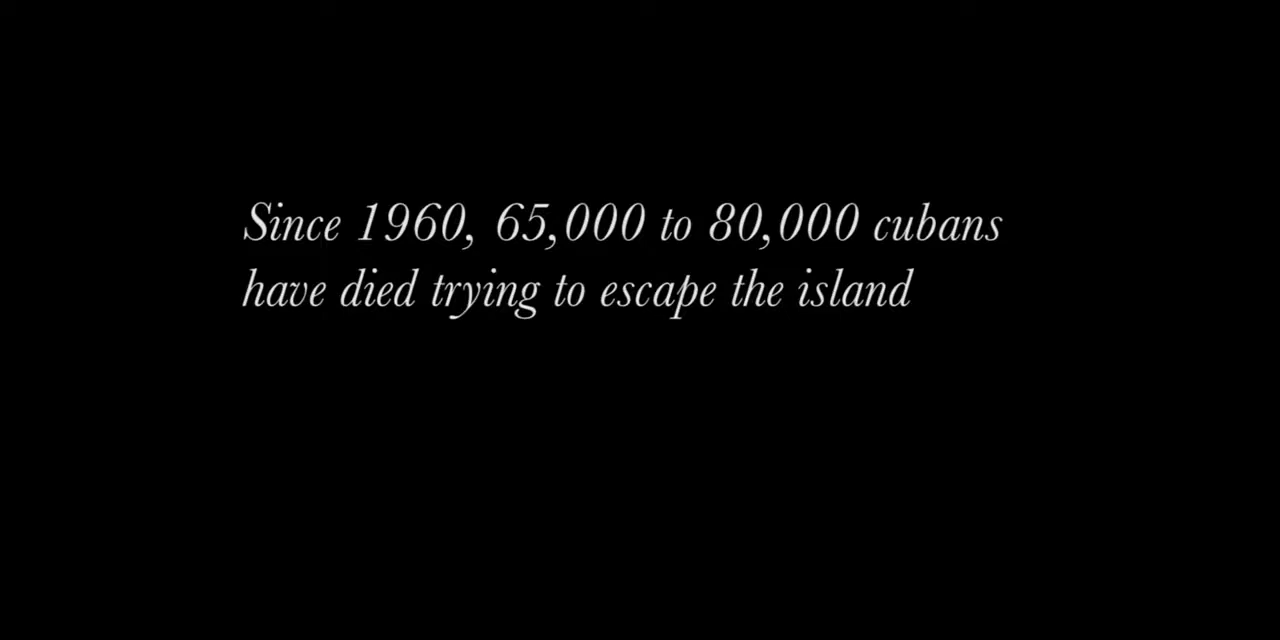 Since 1960, 65,000 to 80,000 cubans
have died trying to escape the island